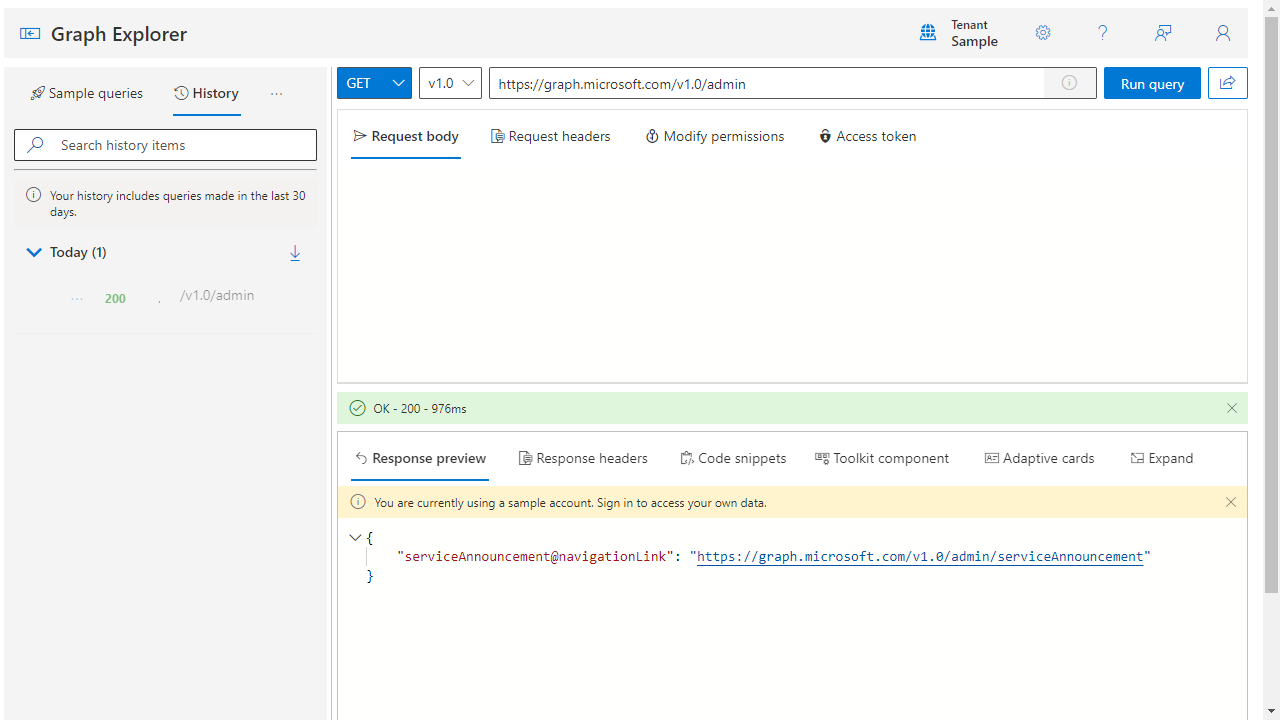 Graph Explorer
Tenant
Sample
Sample queries
History
Search history items
Your history includes queries made in the last 30
days.
Today (1)
200
.
/v1.0/admin
GET
v1.0
https://graph.microsoft.com/v1.0/admin
Run query
Request body
Request headers
Modify permissions
Access token
OK - 200 - 976ms
Response preview
Response headers
Code snippets
Toolkit component
Adaptive cards
Expand
You are currently using a sample account. Sign in to access your own data.
{
"serviceAnnouncement@navigationLink": "https://graph.microsoft.com/v1.0/admin/serviceAnnouncement"
}